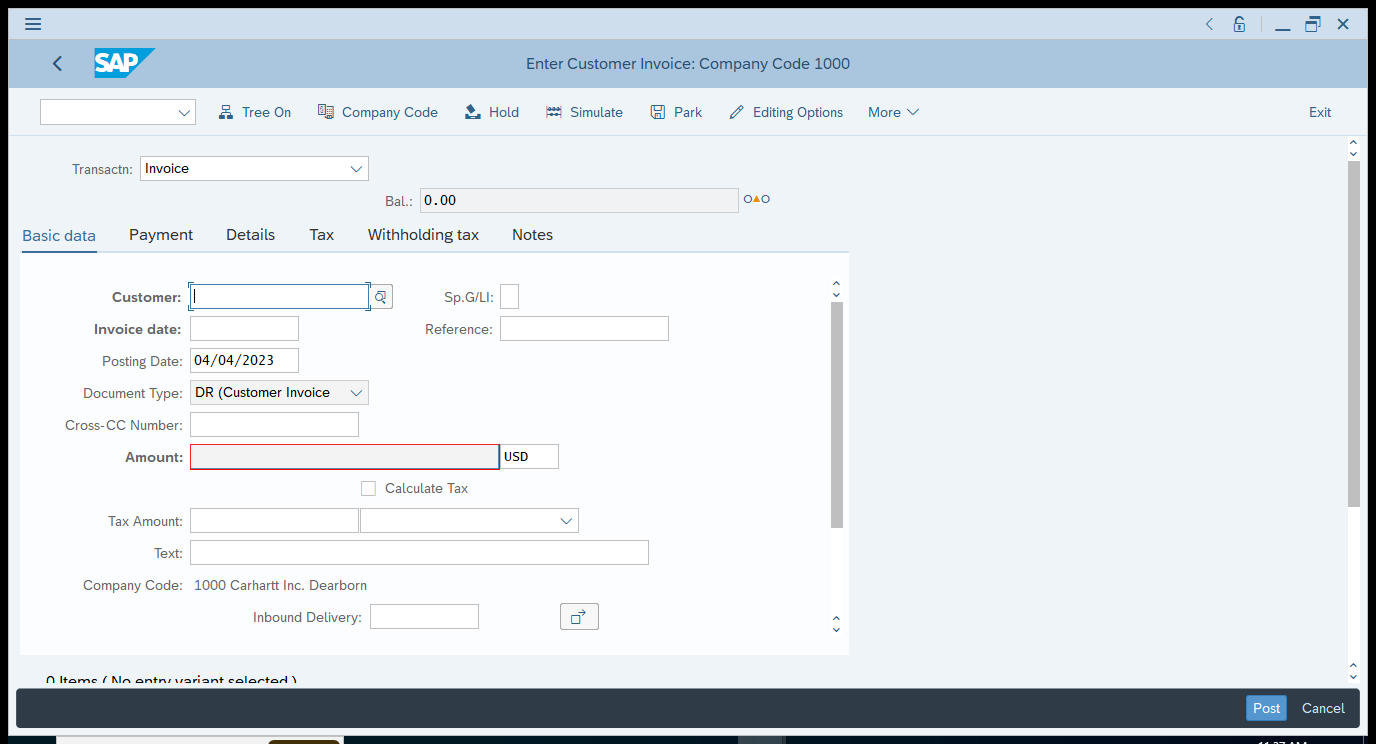 SAP
Enter Customer Invoice: Company Code 1000
Tree On Company Code Hold Simulate Park Editing Options More Exit
Transactn: Invoice
Bal.: 0.00
Basic data Payment Details Tax Withholding tax Notes
Customer: Sp.G/LI:
Invoice date: Reference:
Posting Date: 04/04/2023
Document Type: DR (Customer Invoice
Cross-CC Number:
Amount: USD
Calculate Tax
Tax Amount:
Text:
Company Code: 1000 Carhartt Inc. Dearborn
Inbound Delivery:
0 Items ( No entry variant selected )
Post Cancel